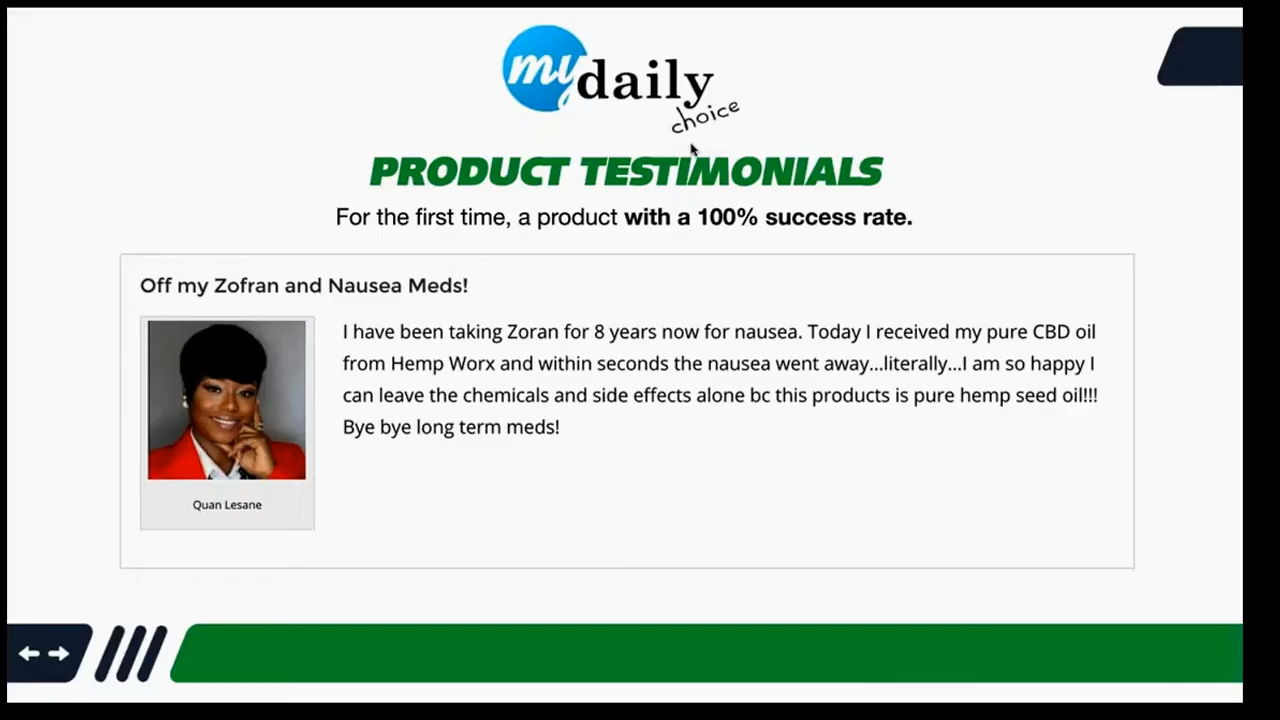 my daily
choice
PRODUCT TESTIMONIALS
For the first time, a product with a 100% success rate.
Off my Zofran and Nausea Meds!
I have been taking Zoran for 8 years now for nausea. Today I received my pure CBD oil
from Hemp Worx and within seconds the nausea went away...literally...I am so happy I
can leave the chemicals and side effects alone bc this products is pure hemp seed oil!!!
Bye bye long term meds!
Quan Lesane